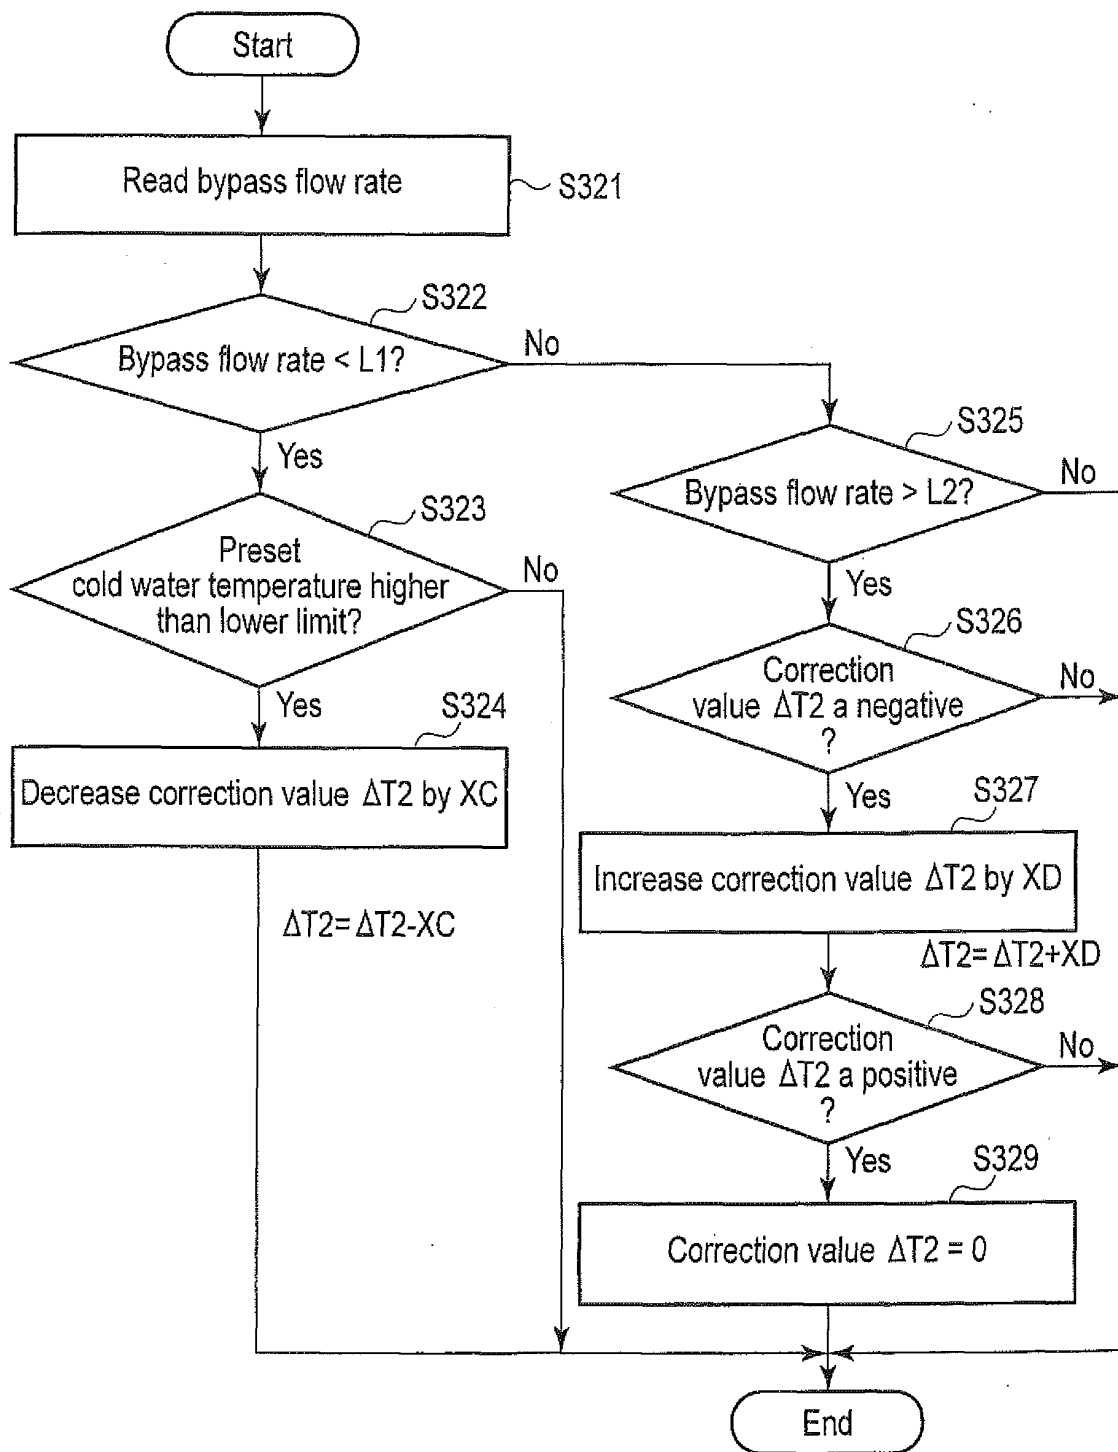 Start
Read bypass flow rate
S321
S322
Bypass flow rate < L1?
No
Yes
S323
Preset
cold water temperature higher
than lower limit?
No
Yes
S324
Decrease correction value ΔT2 by XC
ΔT2= ΔT2-XC
S325
Bypass flow rate > L2?
No
Yes
S326
Correction
value ΔT2 a negative
?
No
Yes
S327
Increase correction value ΔT2 by XD
ΔT2= ΔT2+XD
S328
Correction
value ΔT2 a positive
?
No
Yes
S329
Correction value ΔT2 = 0
End